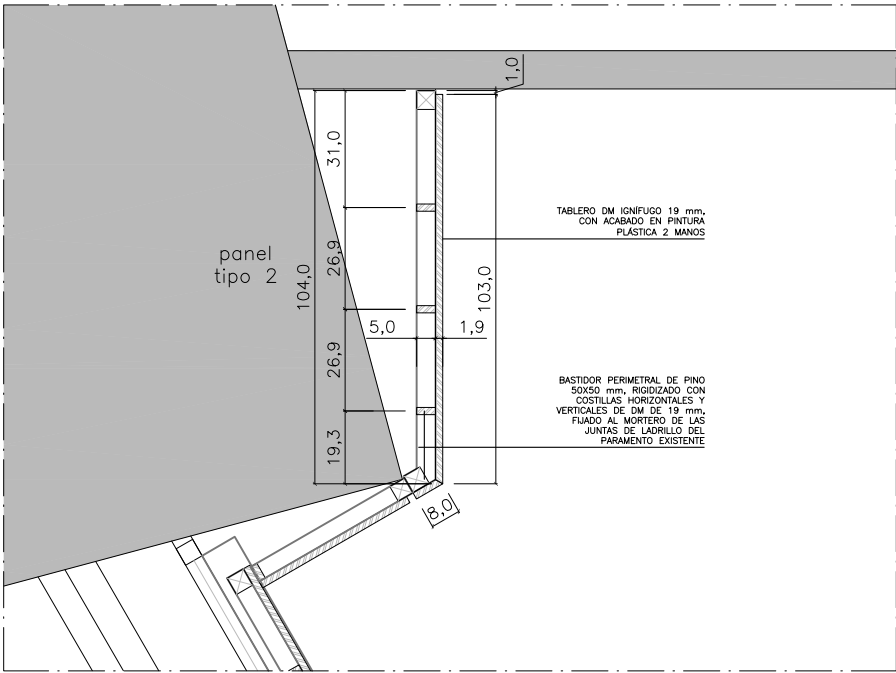 1,0
31,0
TABLERO DM IGNÍFUGO 19 mm,
CON ACABADO EN PINTURA
PLÁSTICA 2 MANOS
panel
tipo 2
26,9
104,0
103,0
5,0
1,9
26,9
BASTIDOR PERIMETRAL DE PINO
50X50 mm, RIGIDIZADO CON
COSTILLAS HORIZONTALES Y
VERTICALES DE DM DE 19 mm,
FIJADO AL MORTERO DE LAS
JUNTAS DE LADRILLO DEL
PARAMENTO EXISTENTE
19,3
8,0